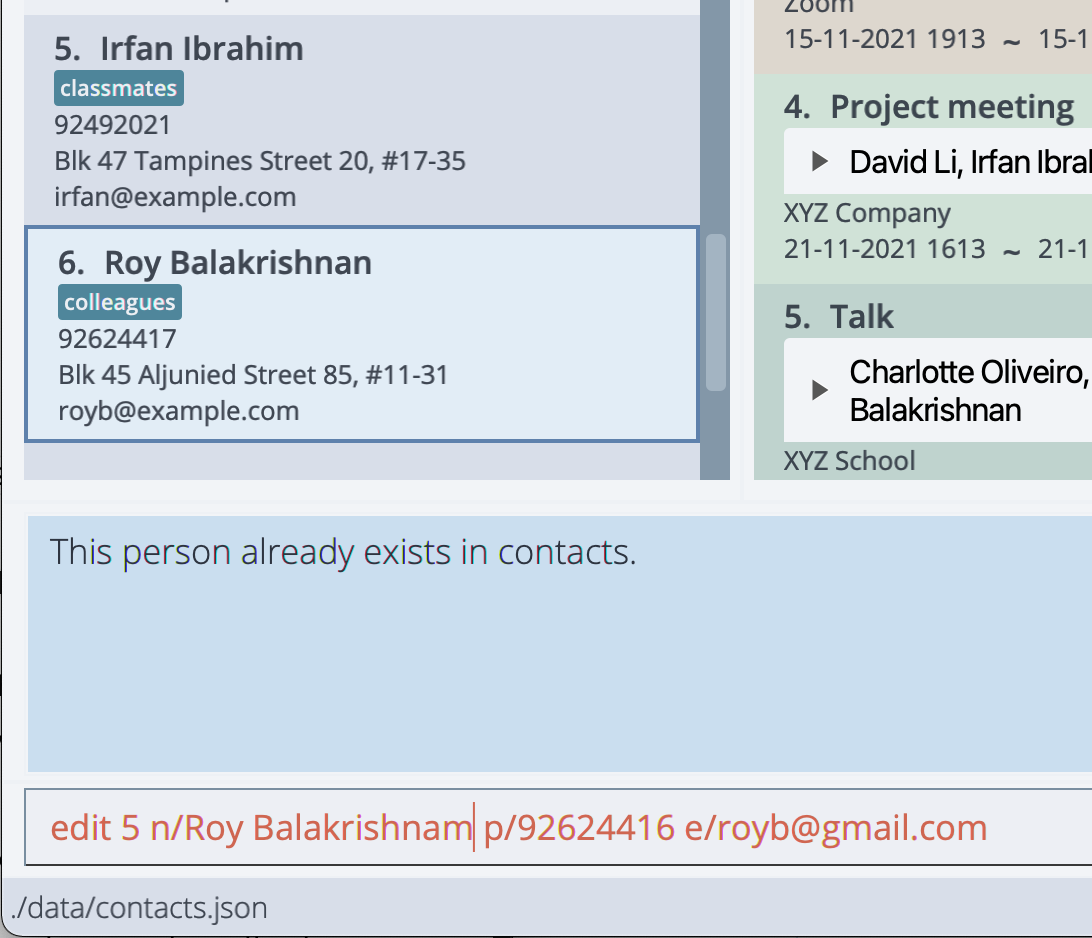 5. Irfan Ibrahim
classmates
92492021
Blk 47 Tampines Street 20, #17-35
irfan@example.com
6. Roy Balakrishnan
colleagues
92624417
Blk 45 Aljunied Street 85, #11-31
royb@example.com
Zoom
15-11-2021 1913 ~ 15-1
4. Project meeting
David Li, Irfan Ibrah
XYZ Company
21-11-2021 1613 ~ 21-1
5. Talk
Charlotte Oliveiro,
Balakrishnan
XYZ School
This person already exists in contacts.
edit 5 n/Roy Balakrishnam p/92624416 e/royb@gmail.com
./data/contacts.json